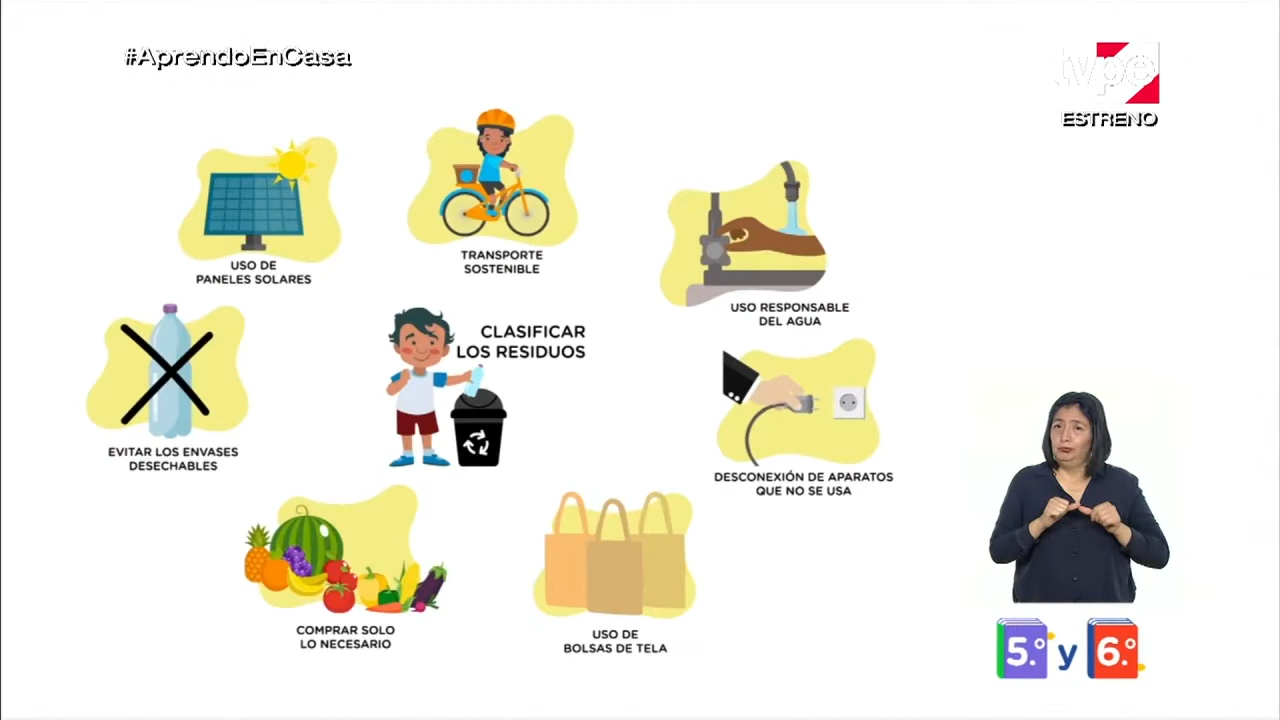 #AprendoEnCasa
tvpe
ESTRENO
USO DE
PANELES SOLARES
TRANSPORTE
SOSTENIBLE
USO RESPONSABLE
DEL AGUA
CLASIFICAR
LOS RESIDUOS
EVITAR LOS ENVASES
DESECHABLES
DESCONEXIÓN DE APARATOS
QUE NO SE USA
COMPRAR SOLO
LO NECESARIO
USO DE
BOLSAS DE TELA
5.° y 6.°